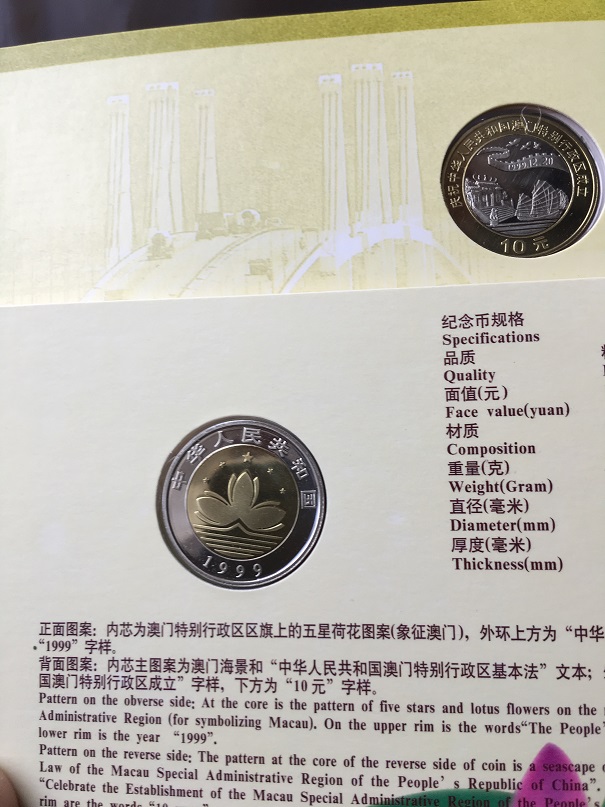 庆祝中华人民共和国澳门特别行政区成立
1999.12.20
10元
纪念币规格
Specifications
品质
Quality
面值(元)
Face value(yuan)
材质
Composition
重量(克)
Weight(Gram)
直径(毫米)
Diameter(mm)
厚度(毫米)
Thickness(mm)
中华人民共和国
1999
正面图案：内芯为澳门特别行政区区旗上的五星荷花图案(象征澳门)，外环上方为“中华
“1999”字样。
背面图案：内芯主图案为澳门海景和“中华人民共和国澳门特别行政区基本法”文本；
国澳门特别行政区成立”字样，下方为“10元”字样。
Pattern on the obverse side: At the core is the pattern of five stars and lotus flowers on the
Administrative Region (for symbolizing Macau). On the upper rim is the words“The People'
lower rim is the year “1999”.
Pattern on the reverse side: The pattern at the core of the reverse side of coin is a seascape
Law of the Macau Special Administrative Region of the People's Republic of China”.
“Celebrate the Establishment of the Macau Special Administrative Region of the People's
rim are the words “10